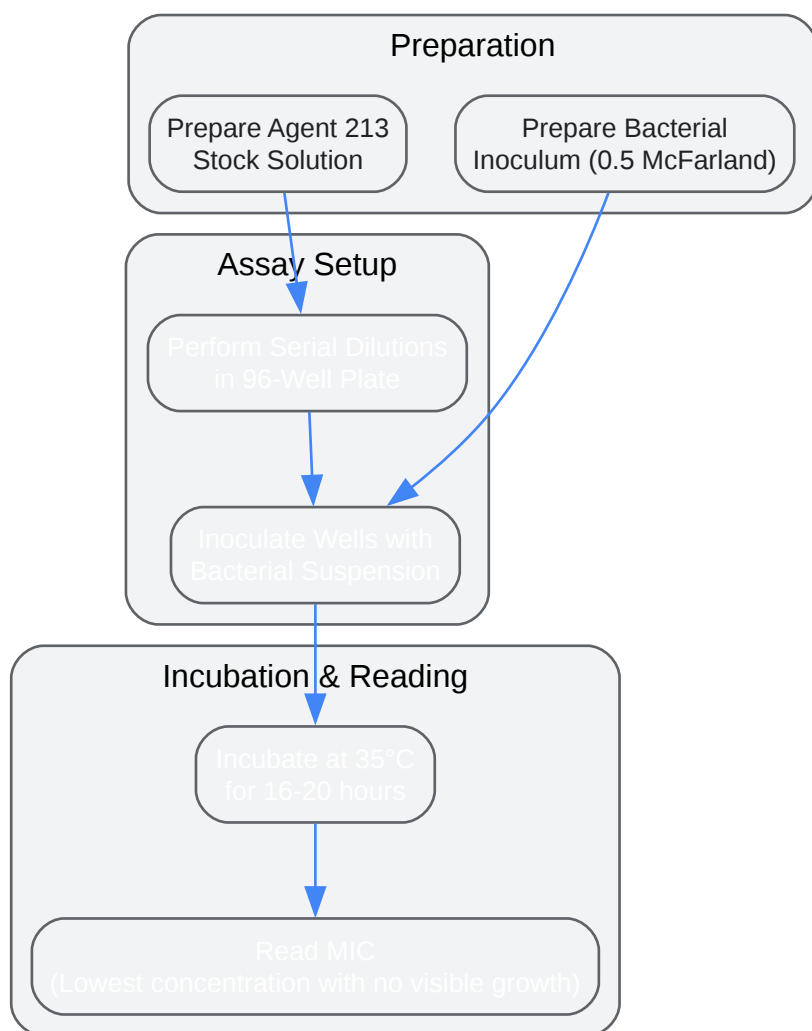 Preparation
Prepare Agent 213
Stock Solution
Prepare Bacterial
Inoculum (0.5 McFarland)
Assay Setup
Perform Serial Dilutions
in 96-Well Plate
Inoculate Wells with
Bacterial Suspension
Incubation & Reading
Incubate at 35°C
for 16-20 hours
Read MIC
(Lowest concentration with no visible growth)